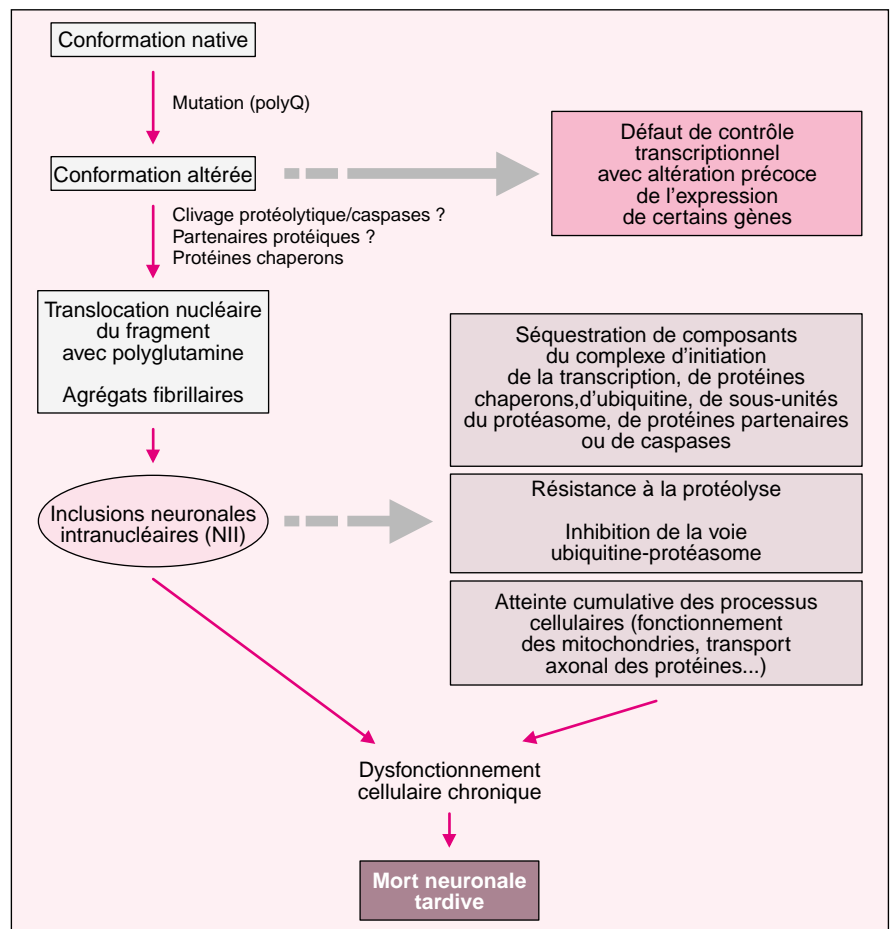 Conformation native
Mutation (polyQ)
Conformation altérée
Défaut de contrôle
transcriptionnel
avec altération précoce
de l'expression
de certains gènes
Clivage protéolytique/caspases ?
Partenaires protéiques ?
Protéines chaperons
Translocation nucléaire
du fragment
avec polyglutamine
Agrégats fibrillaires
Séquestration de composants
du complexe d'initiation
de la transcription, de protéines
chaperons,d'ubiquitine, de sous-unités
du protéasome, de protéines partenaires
ou de caspases
Inclusions neuronales
intranucléaires (NII)
Résistance à la protéolyse
Inhibition de la voie
ubiquitine-protéasome
Atteinte cumulative des processus
cellulaires (fonctionnement
des mitochondries, transport
axonal des protéines...)
Dysfonctionnement
cellulaire chronique
Mort neuronale
tardive